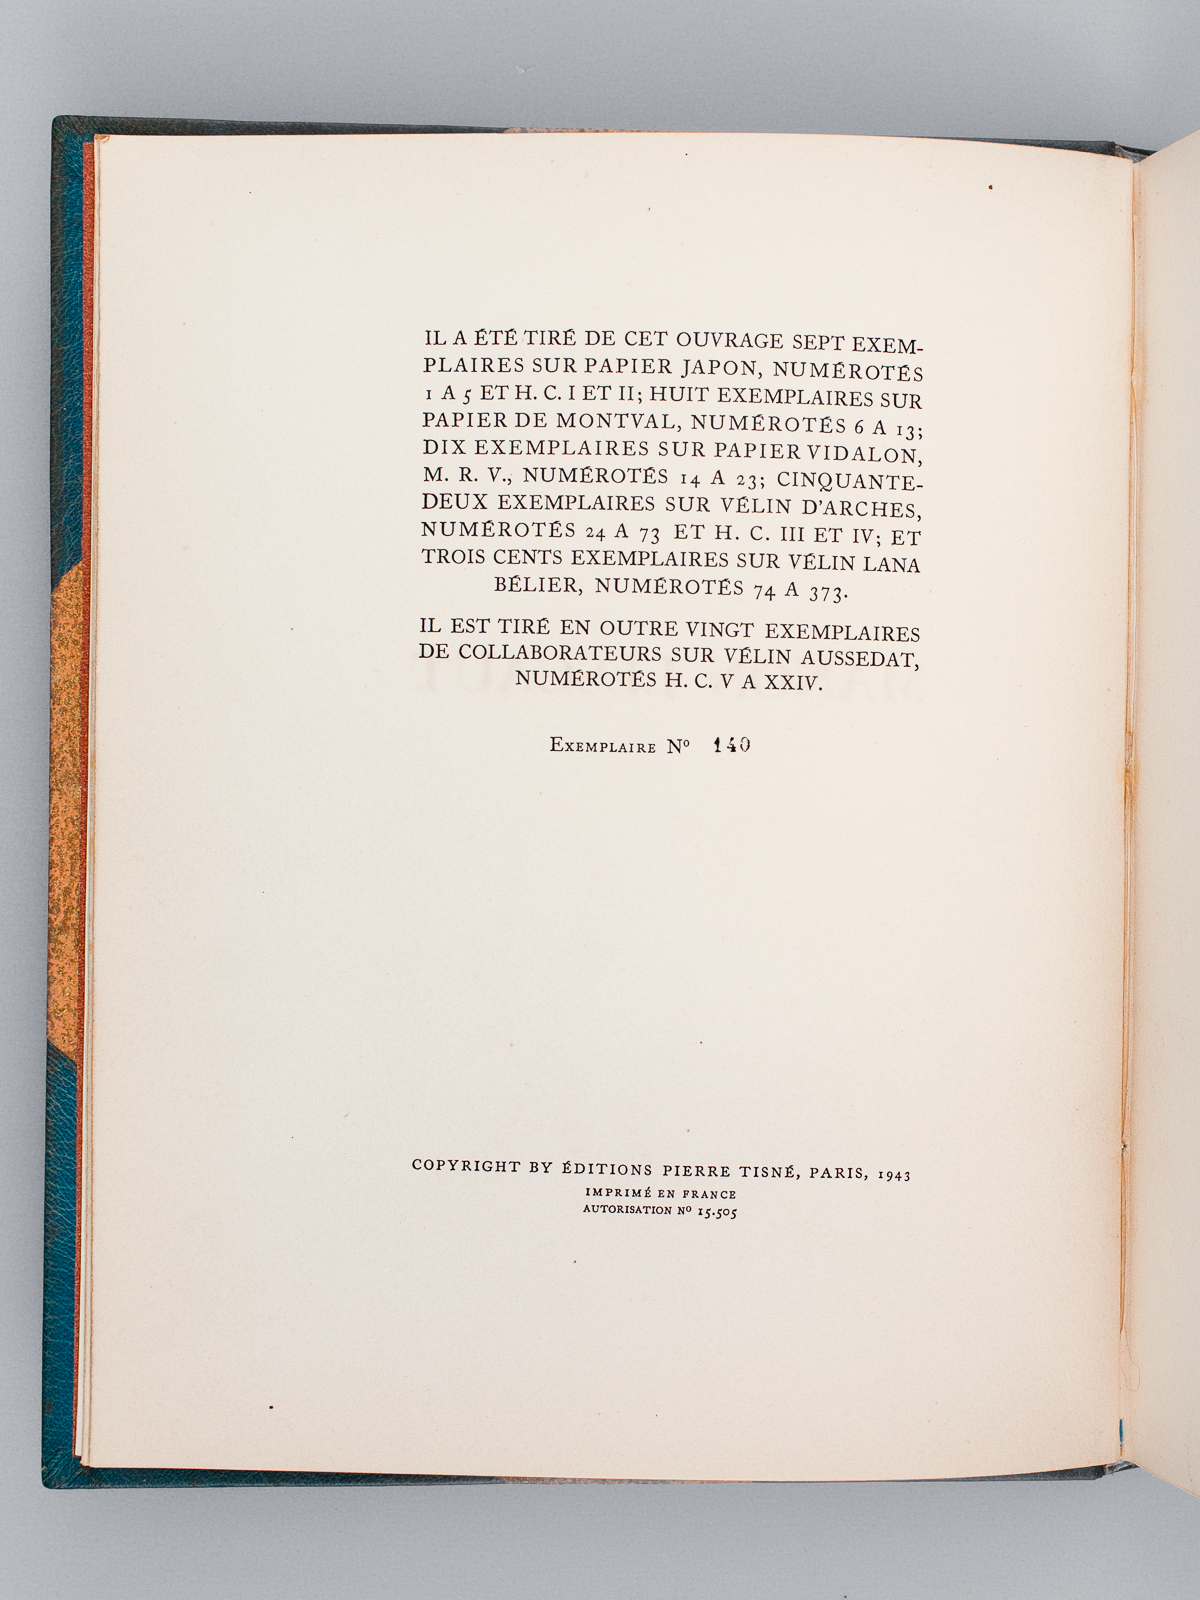 IL A ÉTÉ TIRÉ DE CET OUVRAGE SEPT EXEM-
PLAIRES SUR PAPIER JAPON, NUMÉROTÉS
1 A 5 ET H. C. I ET II; HUIT EXEMPLAIRES SUR
PAPIER DE MONTVAL, NUMÉROTÉS 6 A 13;
DIX EXEMPLAIRES SUR PAPIER VIDALON,
M. R. V., NUMÉROTÉS 14 A 23; CINQUANTE-
DEUX EXEMPLAIRES SUR VÉLIN D'ARCHES,
NUMÉROTÉS 24 A 73 ET H. C. III ET IV; ET
TROIS CENTS EXEMPLAIRES SUR VÉLIN LANA
BÉLIER, NUMÉROTÉS 74 A 373.
IL EST TIRÉ EN OUTRE VINGT EXEMPLAIRES
DE COLLABORATEURS SUR VÉLIN AUSSEDAT,
NUMÉROTÉS H. C. V A XXIV.
EXEMPLAIRE Nº 140
COPYRIGHT BY ÉDITIONS PIERRE TISNÉ, PARIS, 1943
IMPRIMÉ EN FRANCE
AUTORISATION Nº 15.505